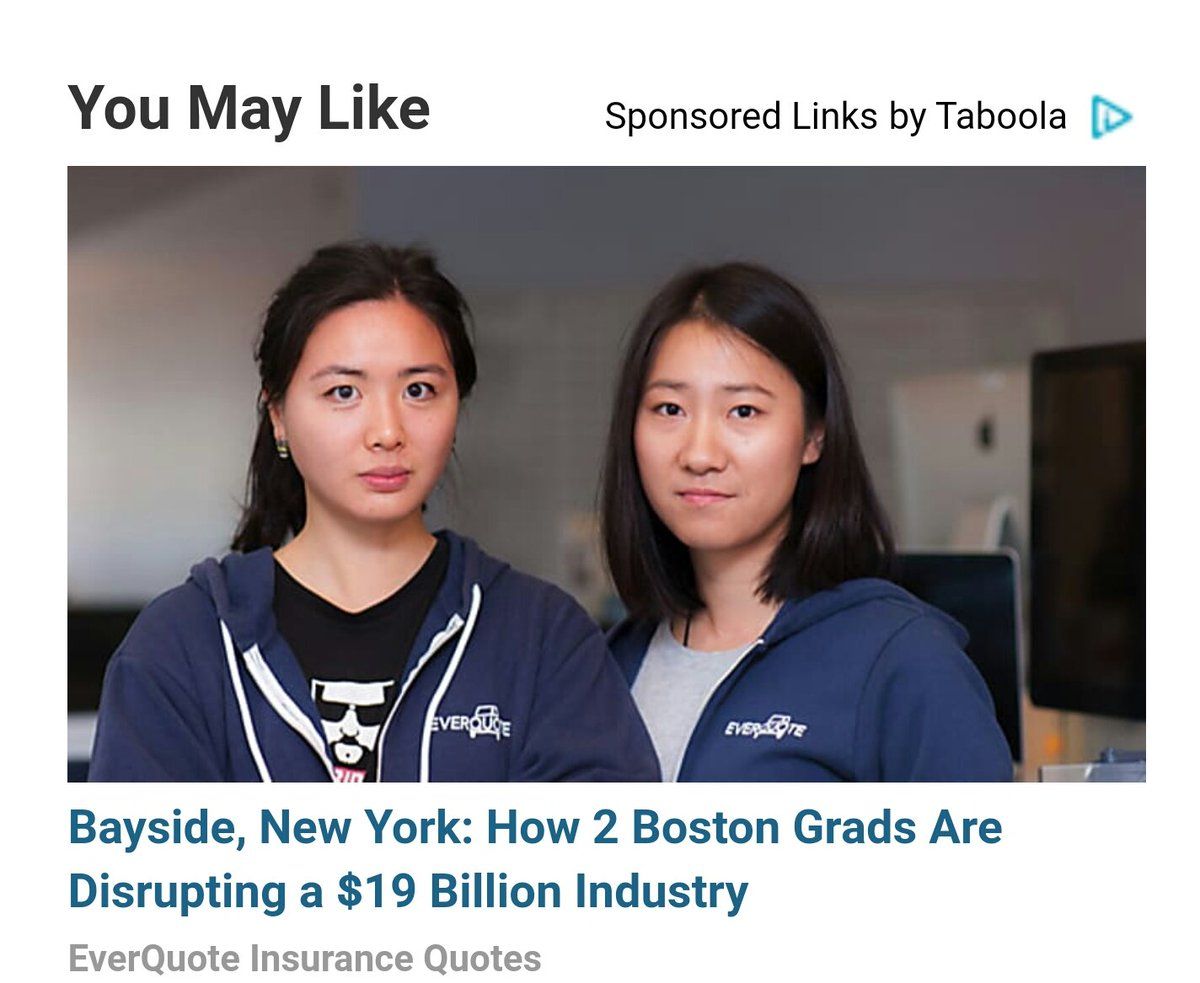 You May Like
Sponsored Links by Taboola
EVERQUOTE
EVERQUOTE
Bayside, New York: How 2 Boston Grads Are
Disrupting a $19 Billion Industry
EverQuote Insurance Quotes